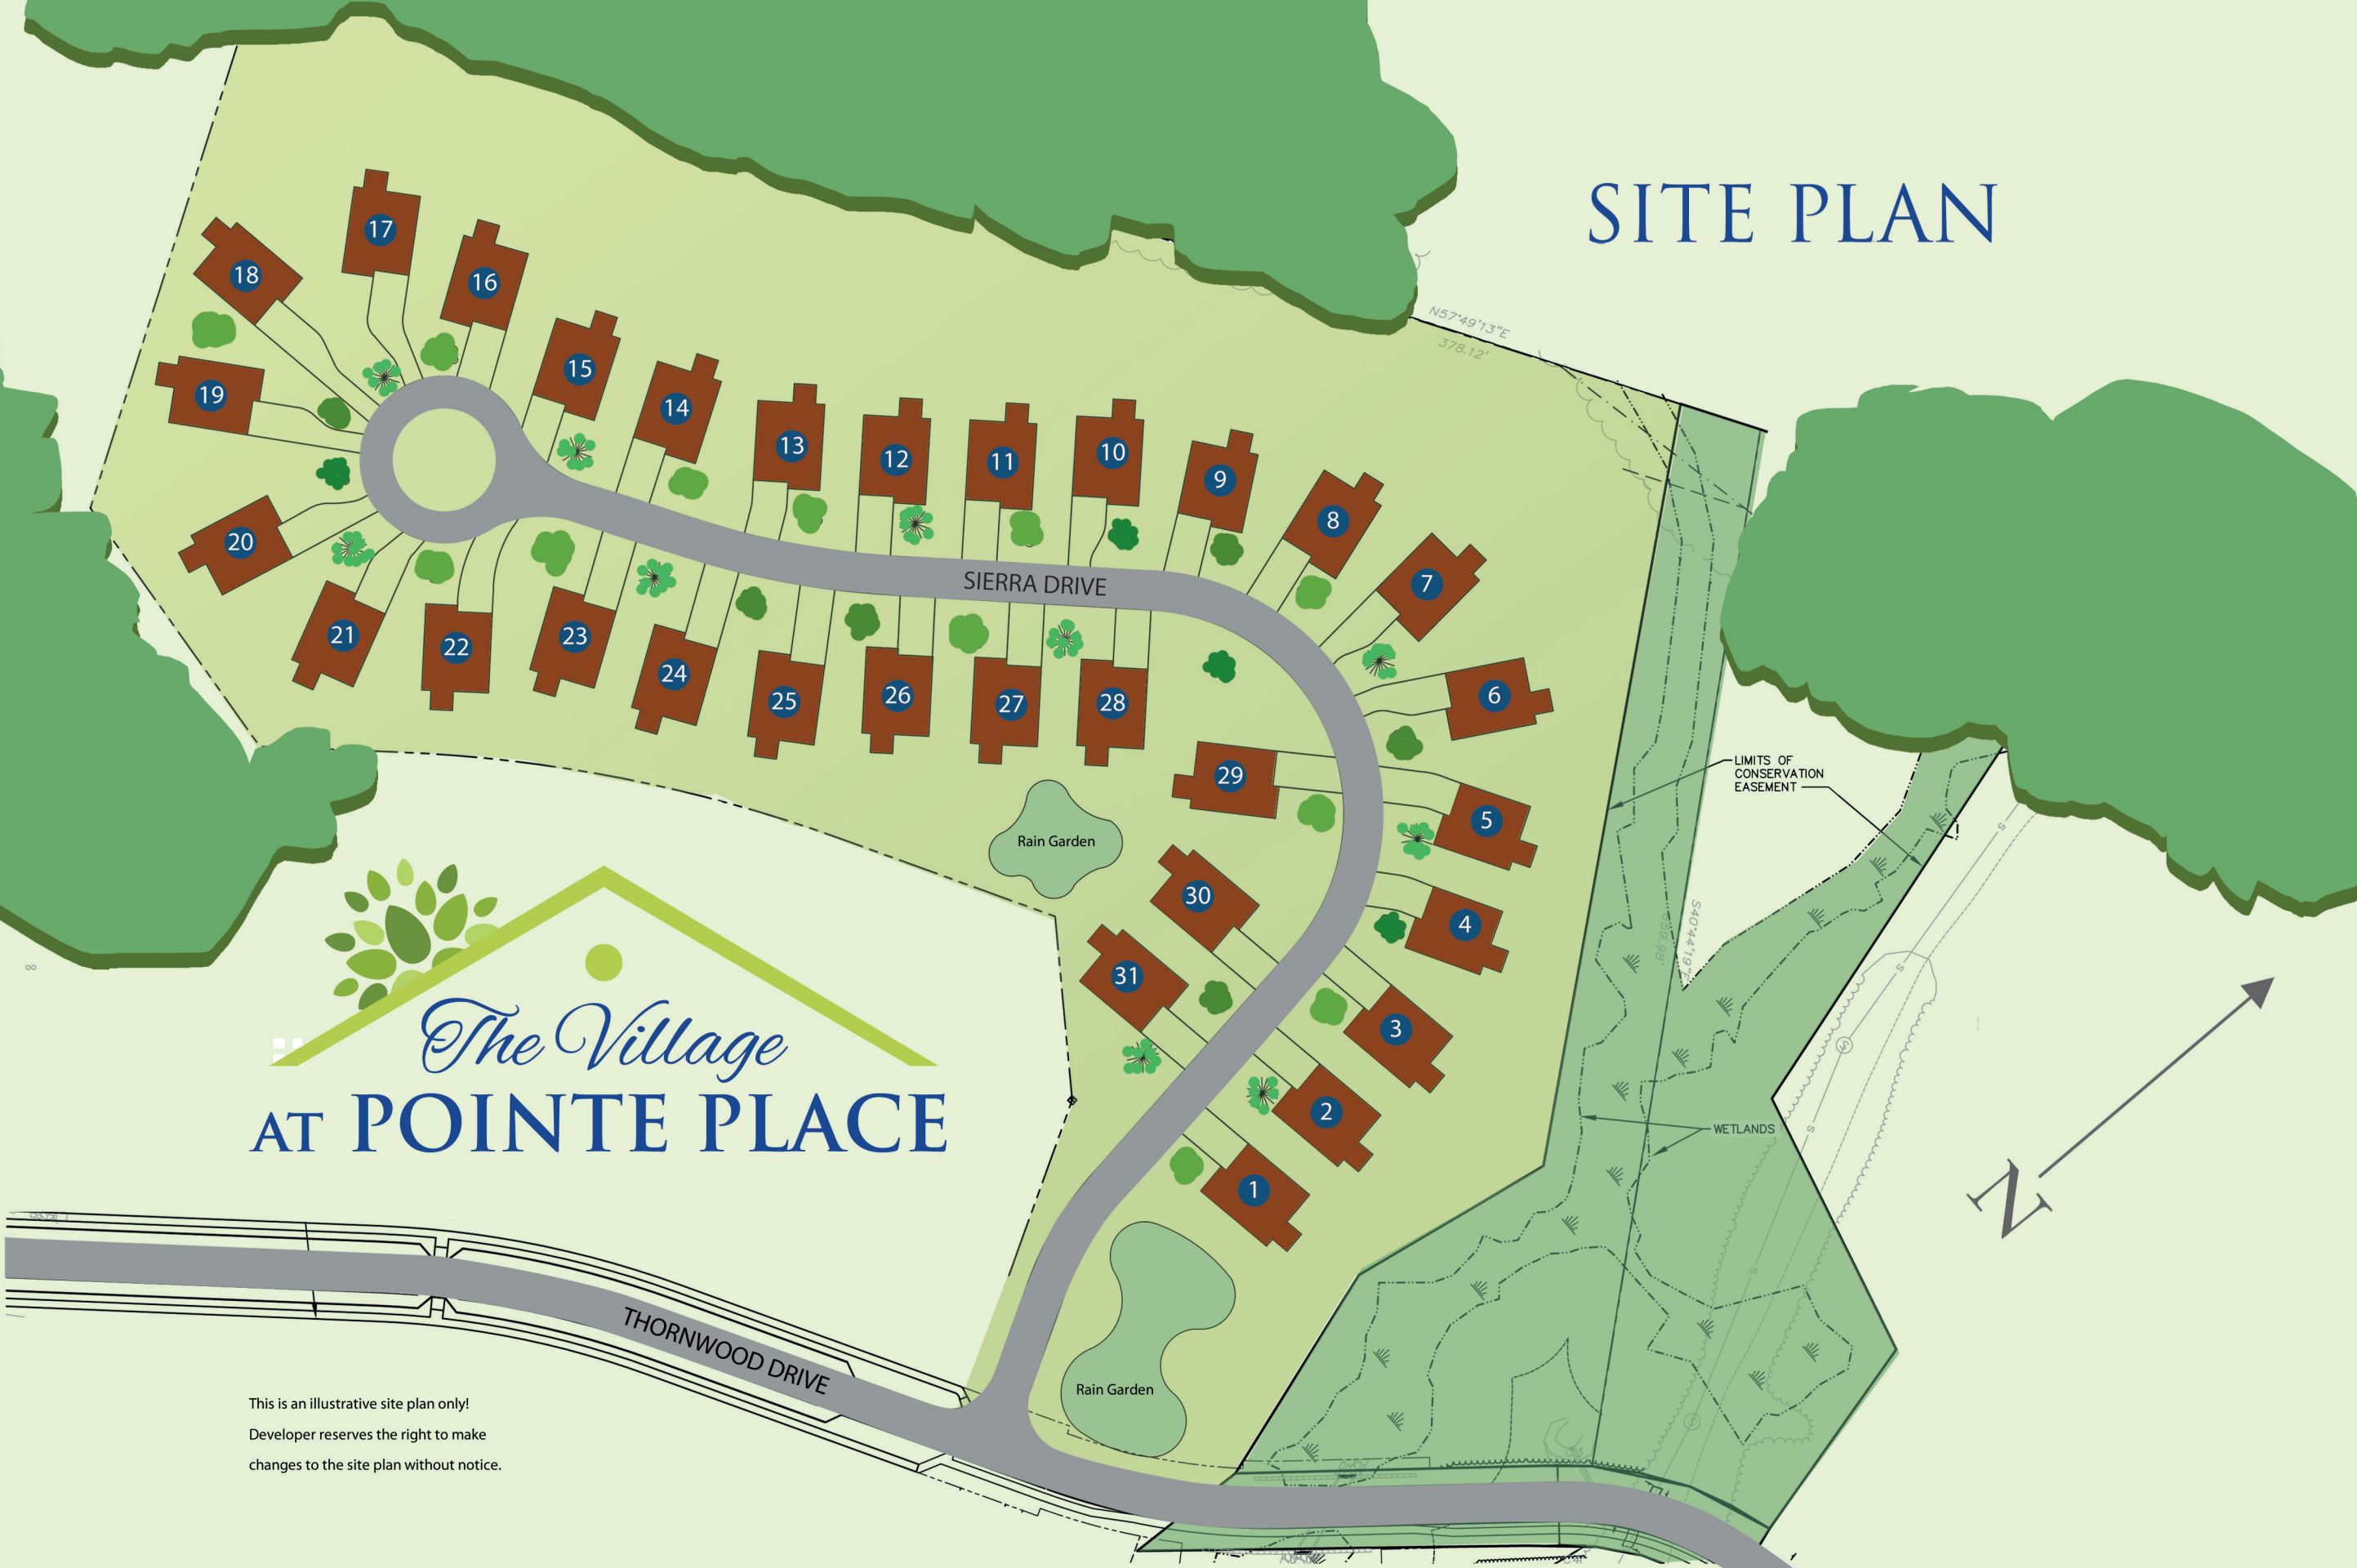 SITE PLAN
N57°49'13"E
378.12'
17
18
16
15
19
14
13
12
11
10
9
8
7
20
SIERRA DRIVE
21
22
23
24
25
26
27
28
6
29
5
LIMITS OF
CONSERVATION
EASEMENT
Rain Garden
30
4
31
3
S40°44'19"E
2
1
WETLANDS
The Village
AT POINTE PLACE
N
THORNWOOD DRIVE
Rain Garden
This is an illustrative site plan only!
Developer reserves the right to make
changes to the site plan without notice.
S
S
S
S
S
S